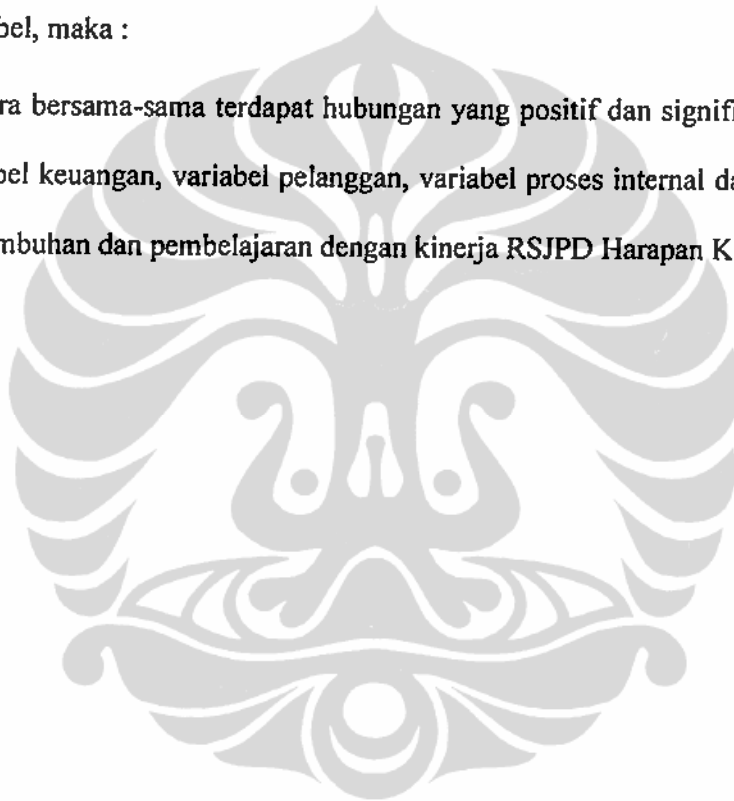 bel, maka :
ra bersama-sama terdapat hubungan yang positif dan signifi
bel keuangan, variabel pelanggan, variabel proses internal da
mbuhan dan pembelajaran dengan kinerja RSJPD Harapan K